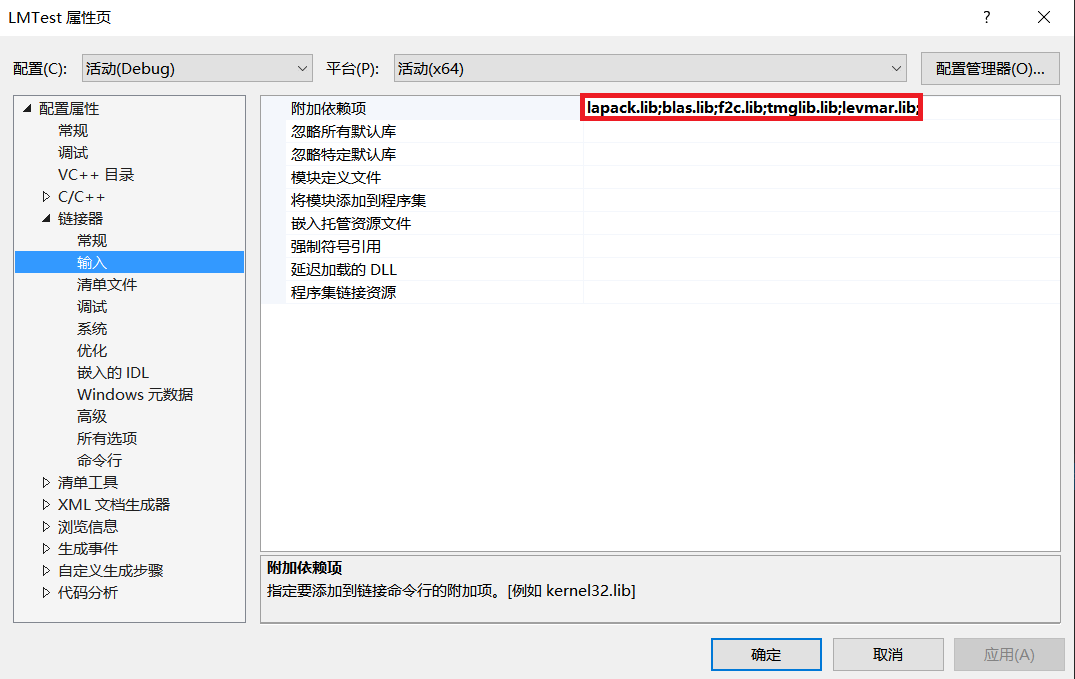 LMTest 属性页
配置(C): 活动(Debug) 平台(P): 活动(x64) 配置管理器(O)...
配置属性
常规
调试
VC++ 目录
C/C++
链接器
常规
输入
清单文件
调试
系统
优化
嵌入的 IDL
Windows 元数据
高级
所有选项
命令行
清单工具
XML 文档生成器
浏览信息
生成事件
自定义生成步骤
代码分析
附加依赖项 lapack.lib;blas.lib;f2c.lib;tmglib.lib;levmar.lib;
忽略所有默认库
忽略特定默认库
模块定义文件
将模块添加到程序集
嵌入托管资源文件
强制符号引用
延迟加载的 DLL
程序集链接资源
附加依赖项
指定要添加到链接命令行的附加项。[例如 kernel32.lib]
确定 取消 应用(A)